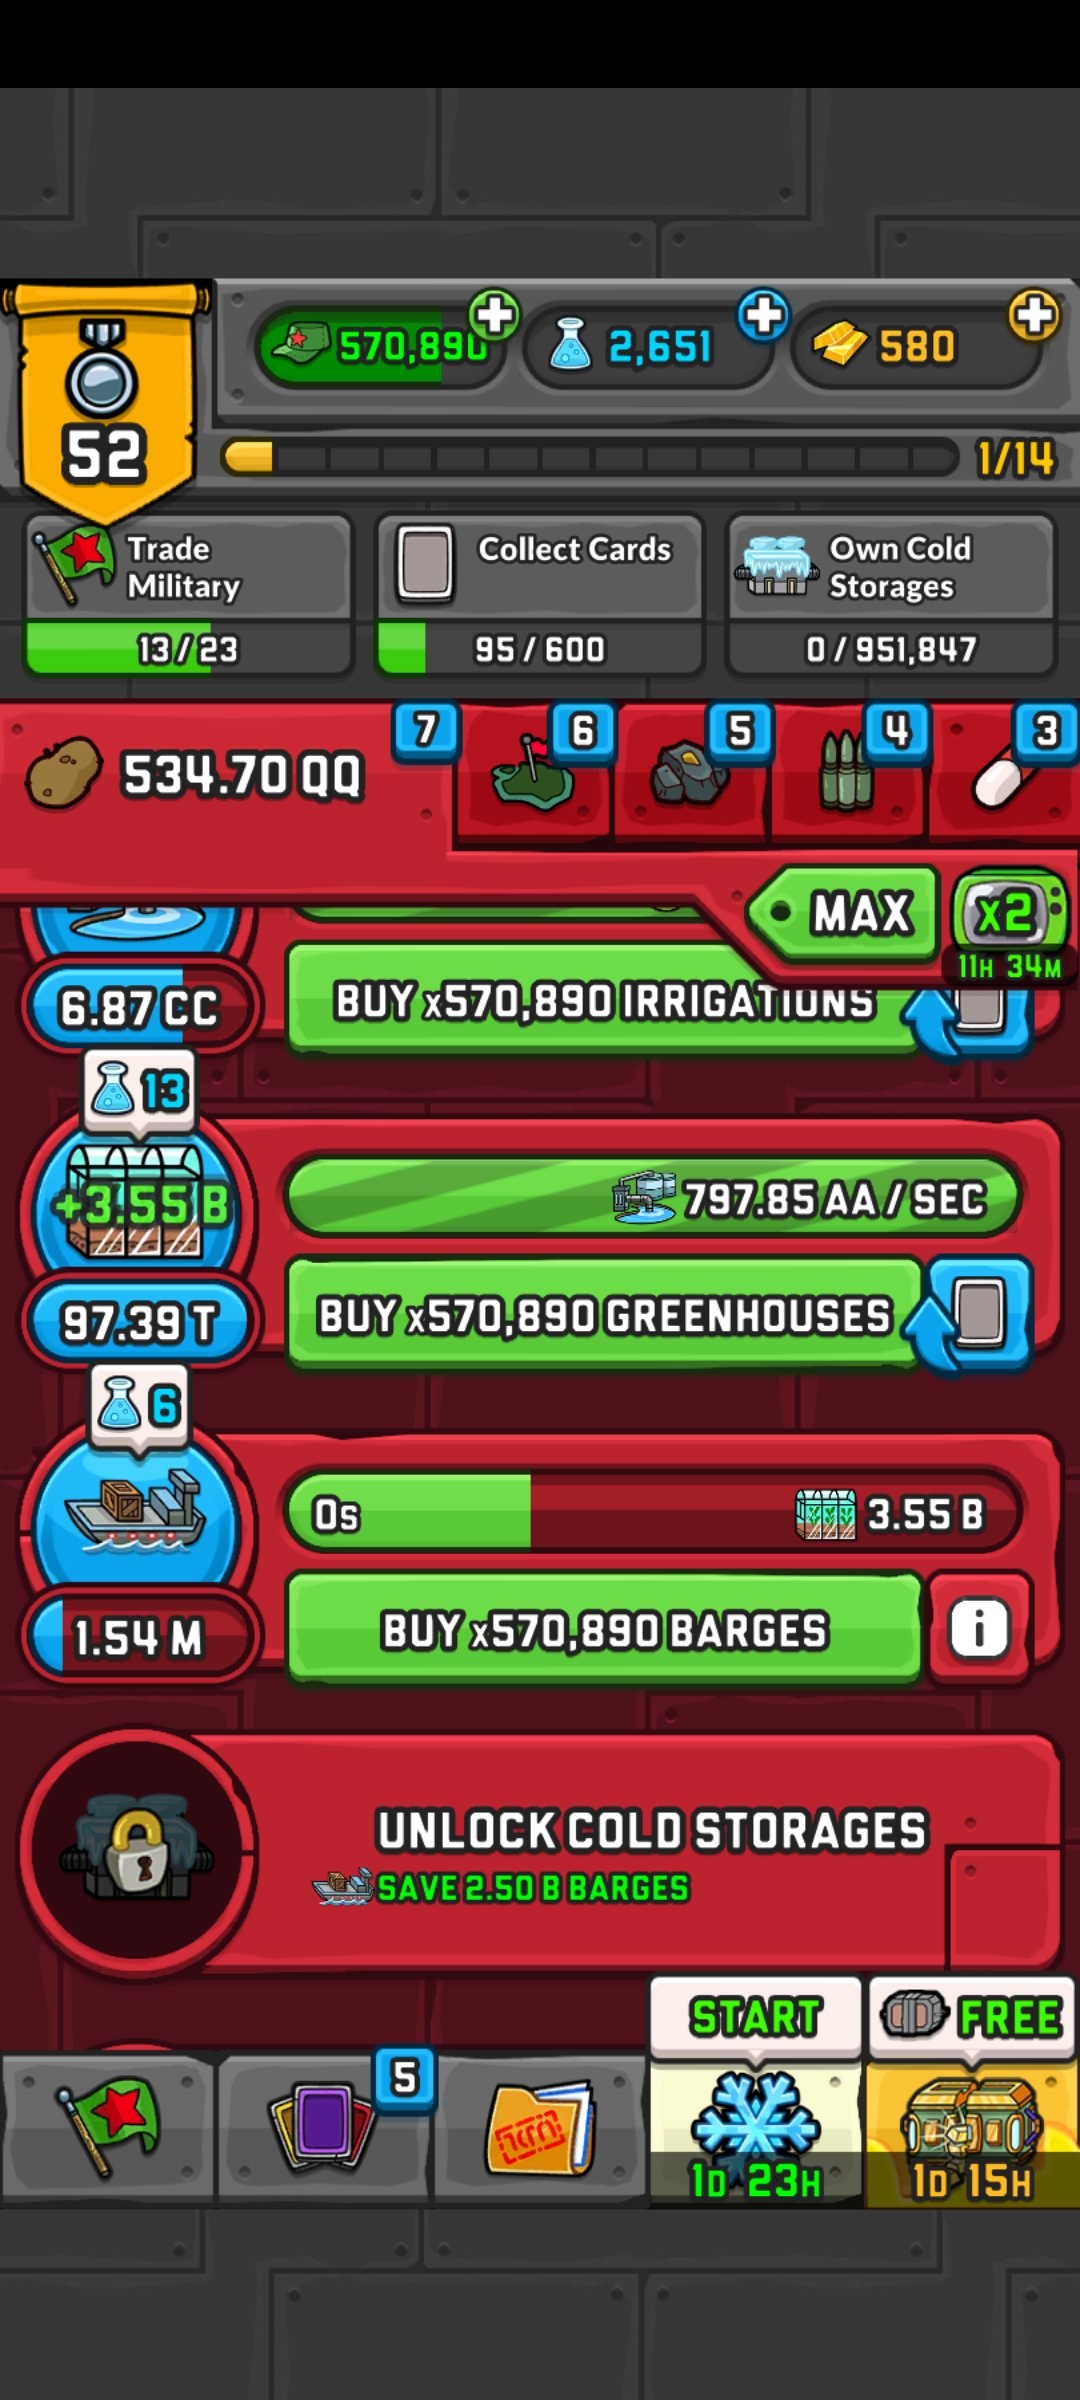 570,890
2,651
580
52
1/14
Trade
Military
13/23
Collect Cards
95/600
Own Cold
Storages
0/951,847
534.70 QQ
7
6
5
4
3
MAX
x2
11H 34M
6.87 CC
BUY x570,890 IRRIGATIONS
13
+3.55 B
797.85 AA / SEC
97.39 T
BUY x570,890 GREENHOUSES
6
0s
3.55 B
1.54 M
BUY x570,890 BARGES
i
UNLOCK COLD STORAGES
SAVE 2.50 B BARGES
START
FREE
5
1D 23H
1D 15H